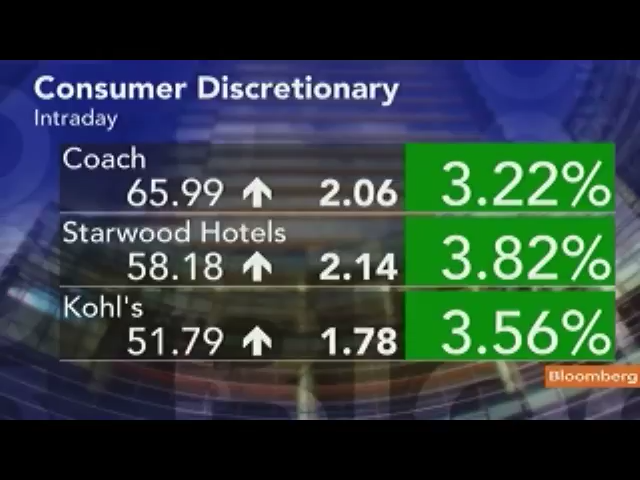 Consumer Discretionary
Intraday
Coach
65.99 ↑ 2.06 3.22%
Starwood Hotels
58.18 ↑ 2.14 3.82%
Kohl's
51.79 ↑ 1.78 3.56%
Bloomberg